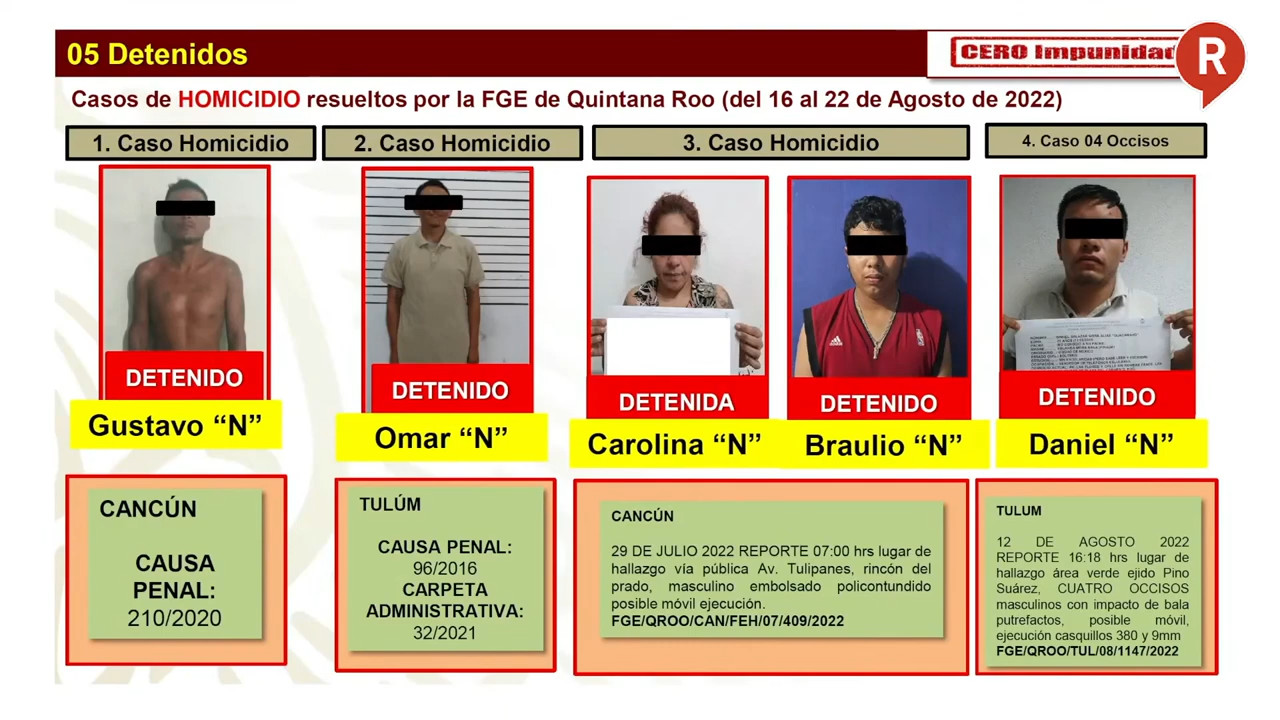 05 Detenidos
CERO Impunidad
R
Casos de HOMICIDIO resueltos por la FGE de Quintana Roo (del 16 al 22 de Agosto de 2022)
1. Caso Homicidio
2. Caso Homicidio
3. Caso Homicidio
4. Caso 04 Occisos
DETENIDO
DETENIDO
DETENIDA
DETENIDO
DETENIDO
Gustavo “N”
Omar “N”
Carolina “N”
Braulio “N”
Daniel “N”
CANCÚN
CAUSA
PENAL:
210/2020
TULÚM
CAUSA PENAL:
96/2016
CARPETA
ADMINISTRATIVA:
32/2021
CANCÚN
29 DE JULIO 2022 REPORTE 07:00 hrs lugar de
hallazgo vía pública Av. Tulipanes, rincón del
prado, masculino embolsado policontundido
posible móvil ejecución.
FGE/QROO/CAN/FEH/07/409/2022
TULUM
12 DE AGOSTO 2022
REPORTE 16:18 hrs lugar de
hallazgo área verde ejido Pino
Suárez, CUATRO OCCISOS
masculinos con impacto de bala
putrefactos, posible móvil,
ejecución casquillos 380 y 9mm
FGE/QROO/TUL/08/1147/2022